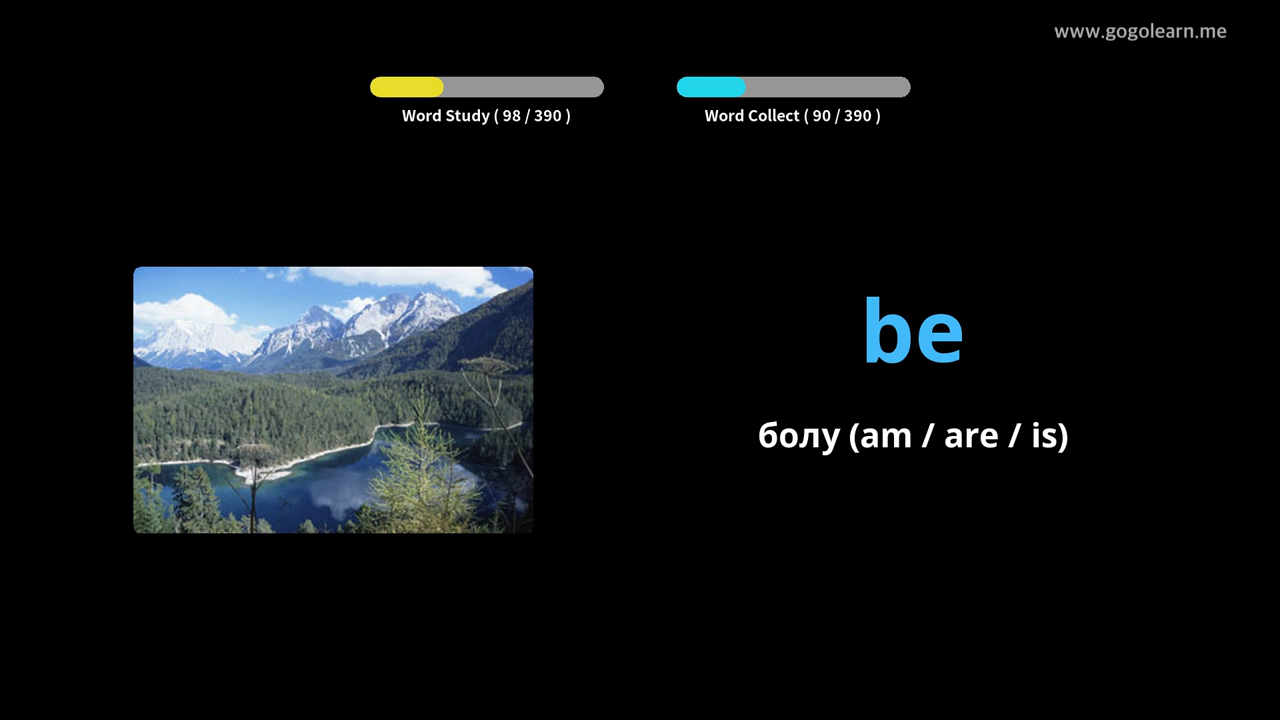 www.gogolearn.me
Word Study ( 98 / 390 )
Word Collect ( 90 / 390 )
be
болу (am / are / is)